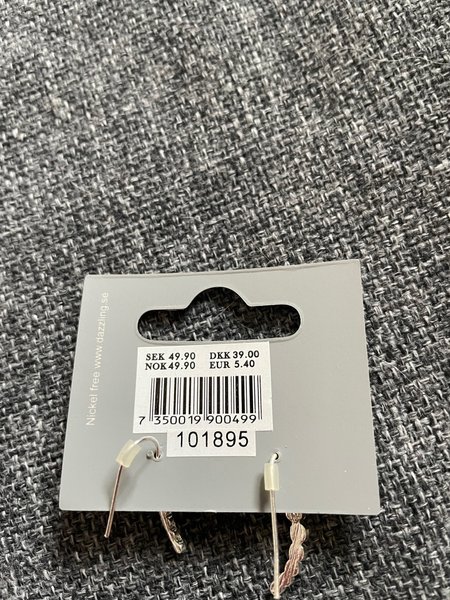 SEK 49.90 DKK 39.00
NOK 49.90 EUR 5.40
7 350019 900499
101895
Nickel free www.dazzling.se